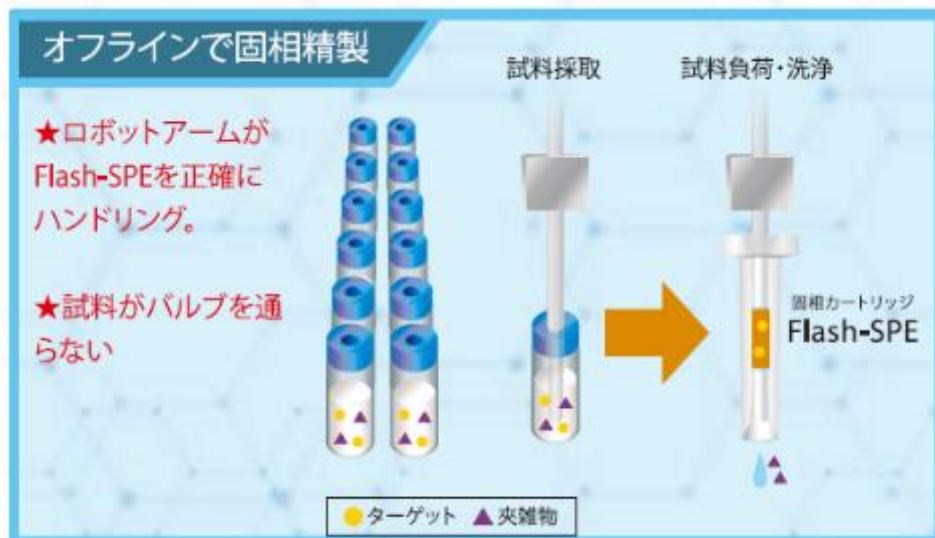 オフラインで固相精製
★ロボットアームが
Flash-SPEを正確に
ハンドリング。
★試料がバルブを通
らない
試料採取
試料負荷・洗浄
固相カートリッジ
Flash-SPE
ターゲット 夾雑物